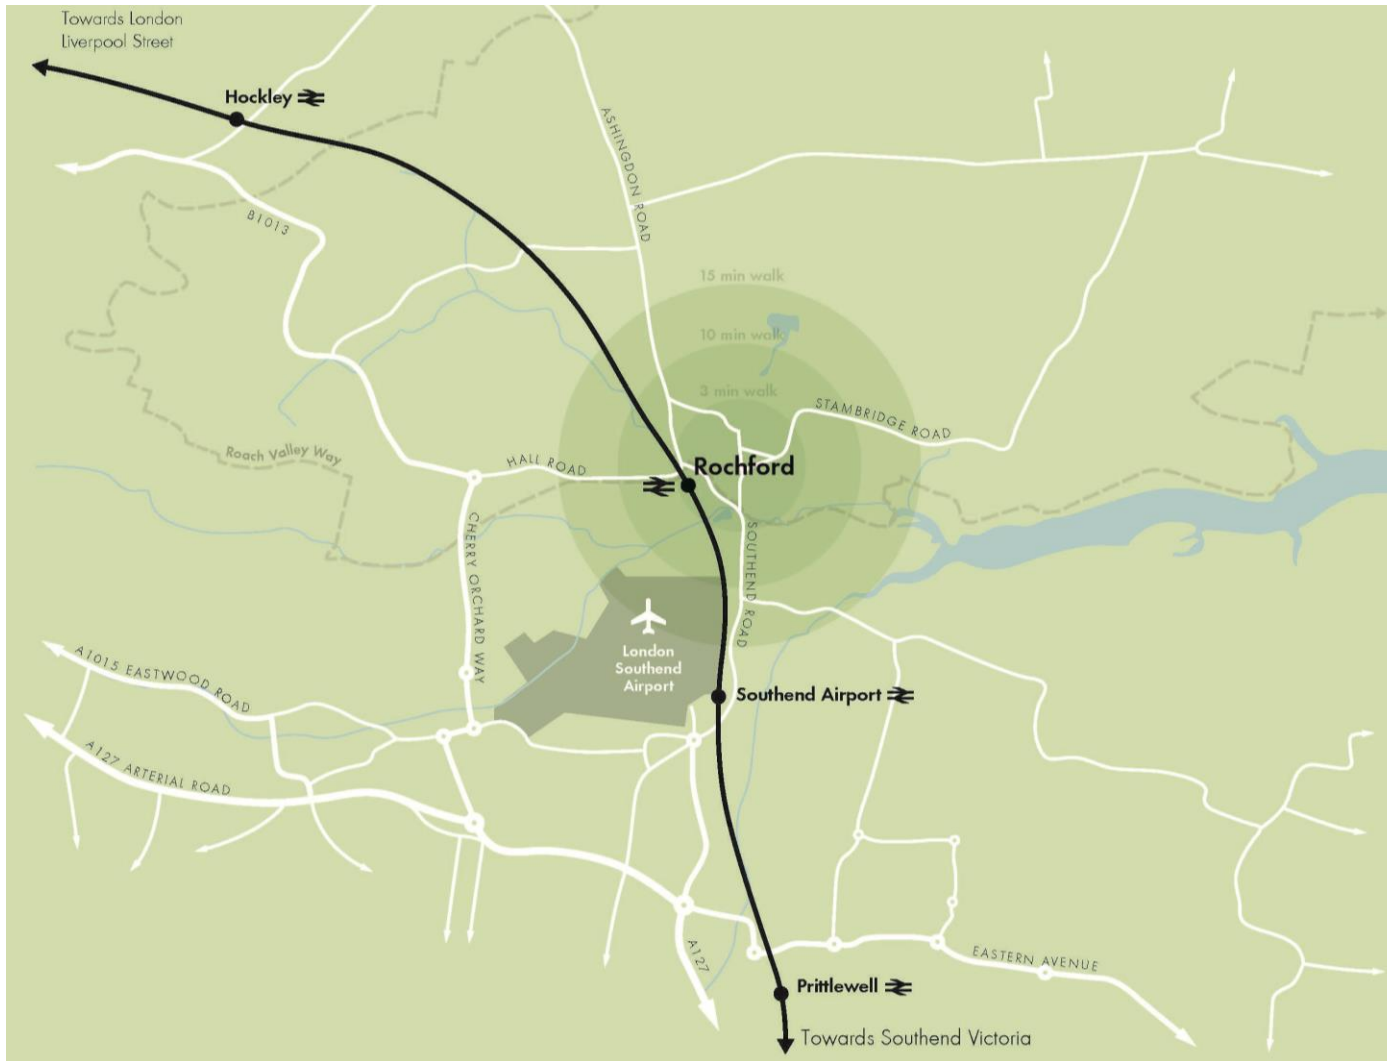 Towards London
Liverpool Street
Hockley
ASHINGDON ROAD
B1013
15 min walk
10 min walk
3 min walk
STAMBRIDGE ROAD
Roach Valley Way
HALL ROAD
Rochford
CHERRY ORCHARD WAY
SOUTHEND ROAD
London
Southend
Airport
A1015 EASTWOOD ROAD
Southend Airport
A127 ARTERIAL ROAD
A127
EASTERN AVENUE
Prittlewell
Towards Southend Victoria